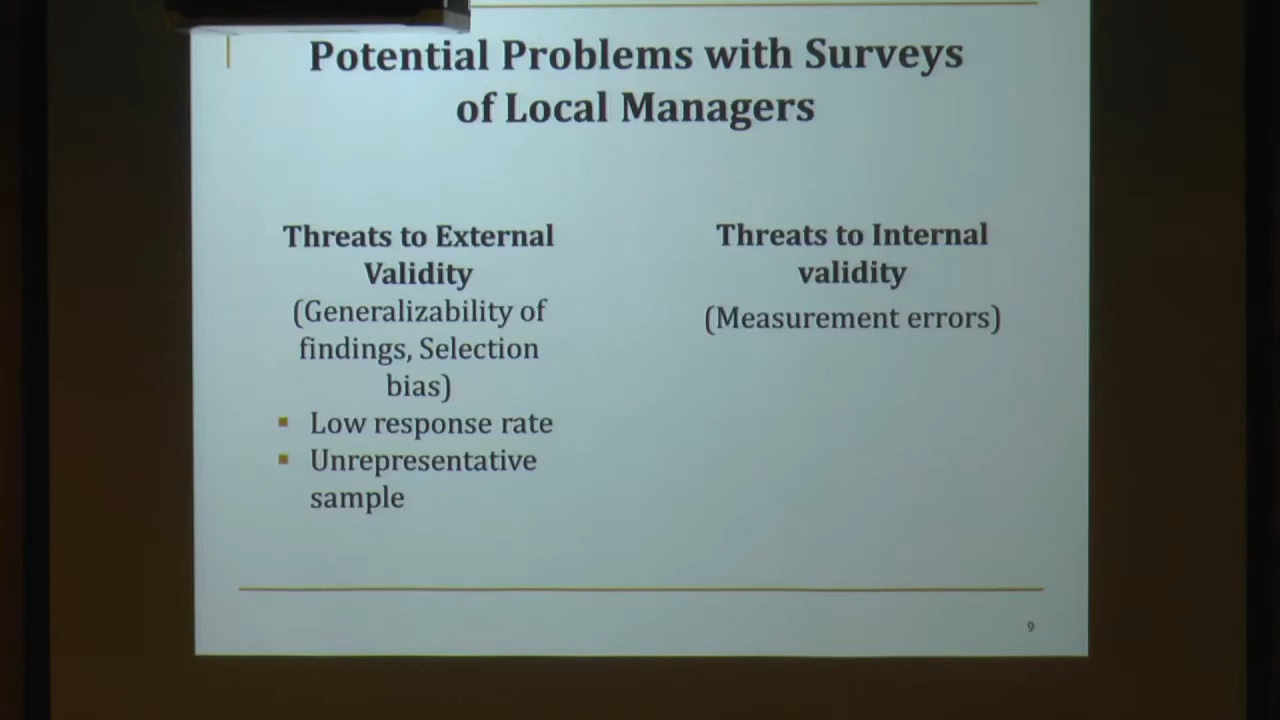 Potential Problems with Surveys
of Local Managers
Threats to External
Validity
(Generalizability of
findings, Selection
bias)
▪ Low response rate
▪ Unrepresentative
sample
Threats to Internal
validity
(Measurement errors)
9